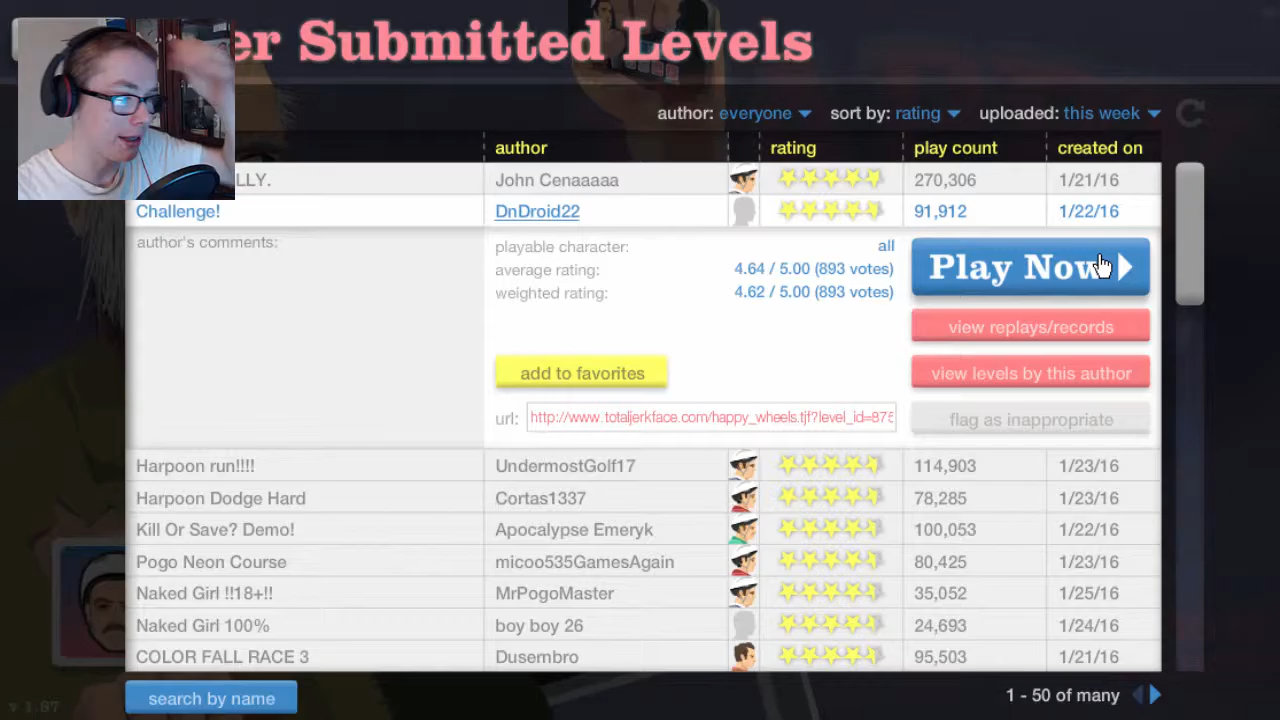 er Submitted Levels
author: everyone sort by: rating uploaded: this week
author rating play count created on
LLY. John Cenaaaaa 270,306 1/21/16
Challenge! DnDroid22 91,912 1/22/16
author's comments:
playable character: all
average rating: 4.64 / 5.00 (893 votes)
weighted rating: 4.62 / 5.00 (893 votes)
Play Now
view replays/records
add to favorites
view levels by this author
url: http://www.totaljerkface.com/happy_wheels.tjf?level_id=875
flag as inappropriate
Harpoon run!!!! UndermostGolf17 114,903 1/23/16
Harpoon Dodge Hard Cortas1337 78,285 1/23/16
Kill Or Save? Demo! Apocalypse Emeryk 100,053 1/22/16
Pogo Neon Course micoo535GamesAgain 80,425 1/23/16
Naked Girl !!18+!! MrPogoMaster 35,052 1/25/16
Naked Girl 100% boy boy 26 24,693 1/24/16
COLOR FALL RACE 3 Dusembro 95,503 1/21/16
search by name
1 - 50 of many
v 1.87